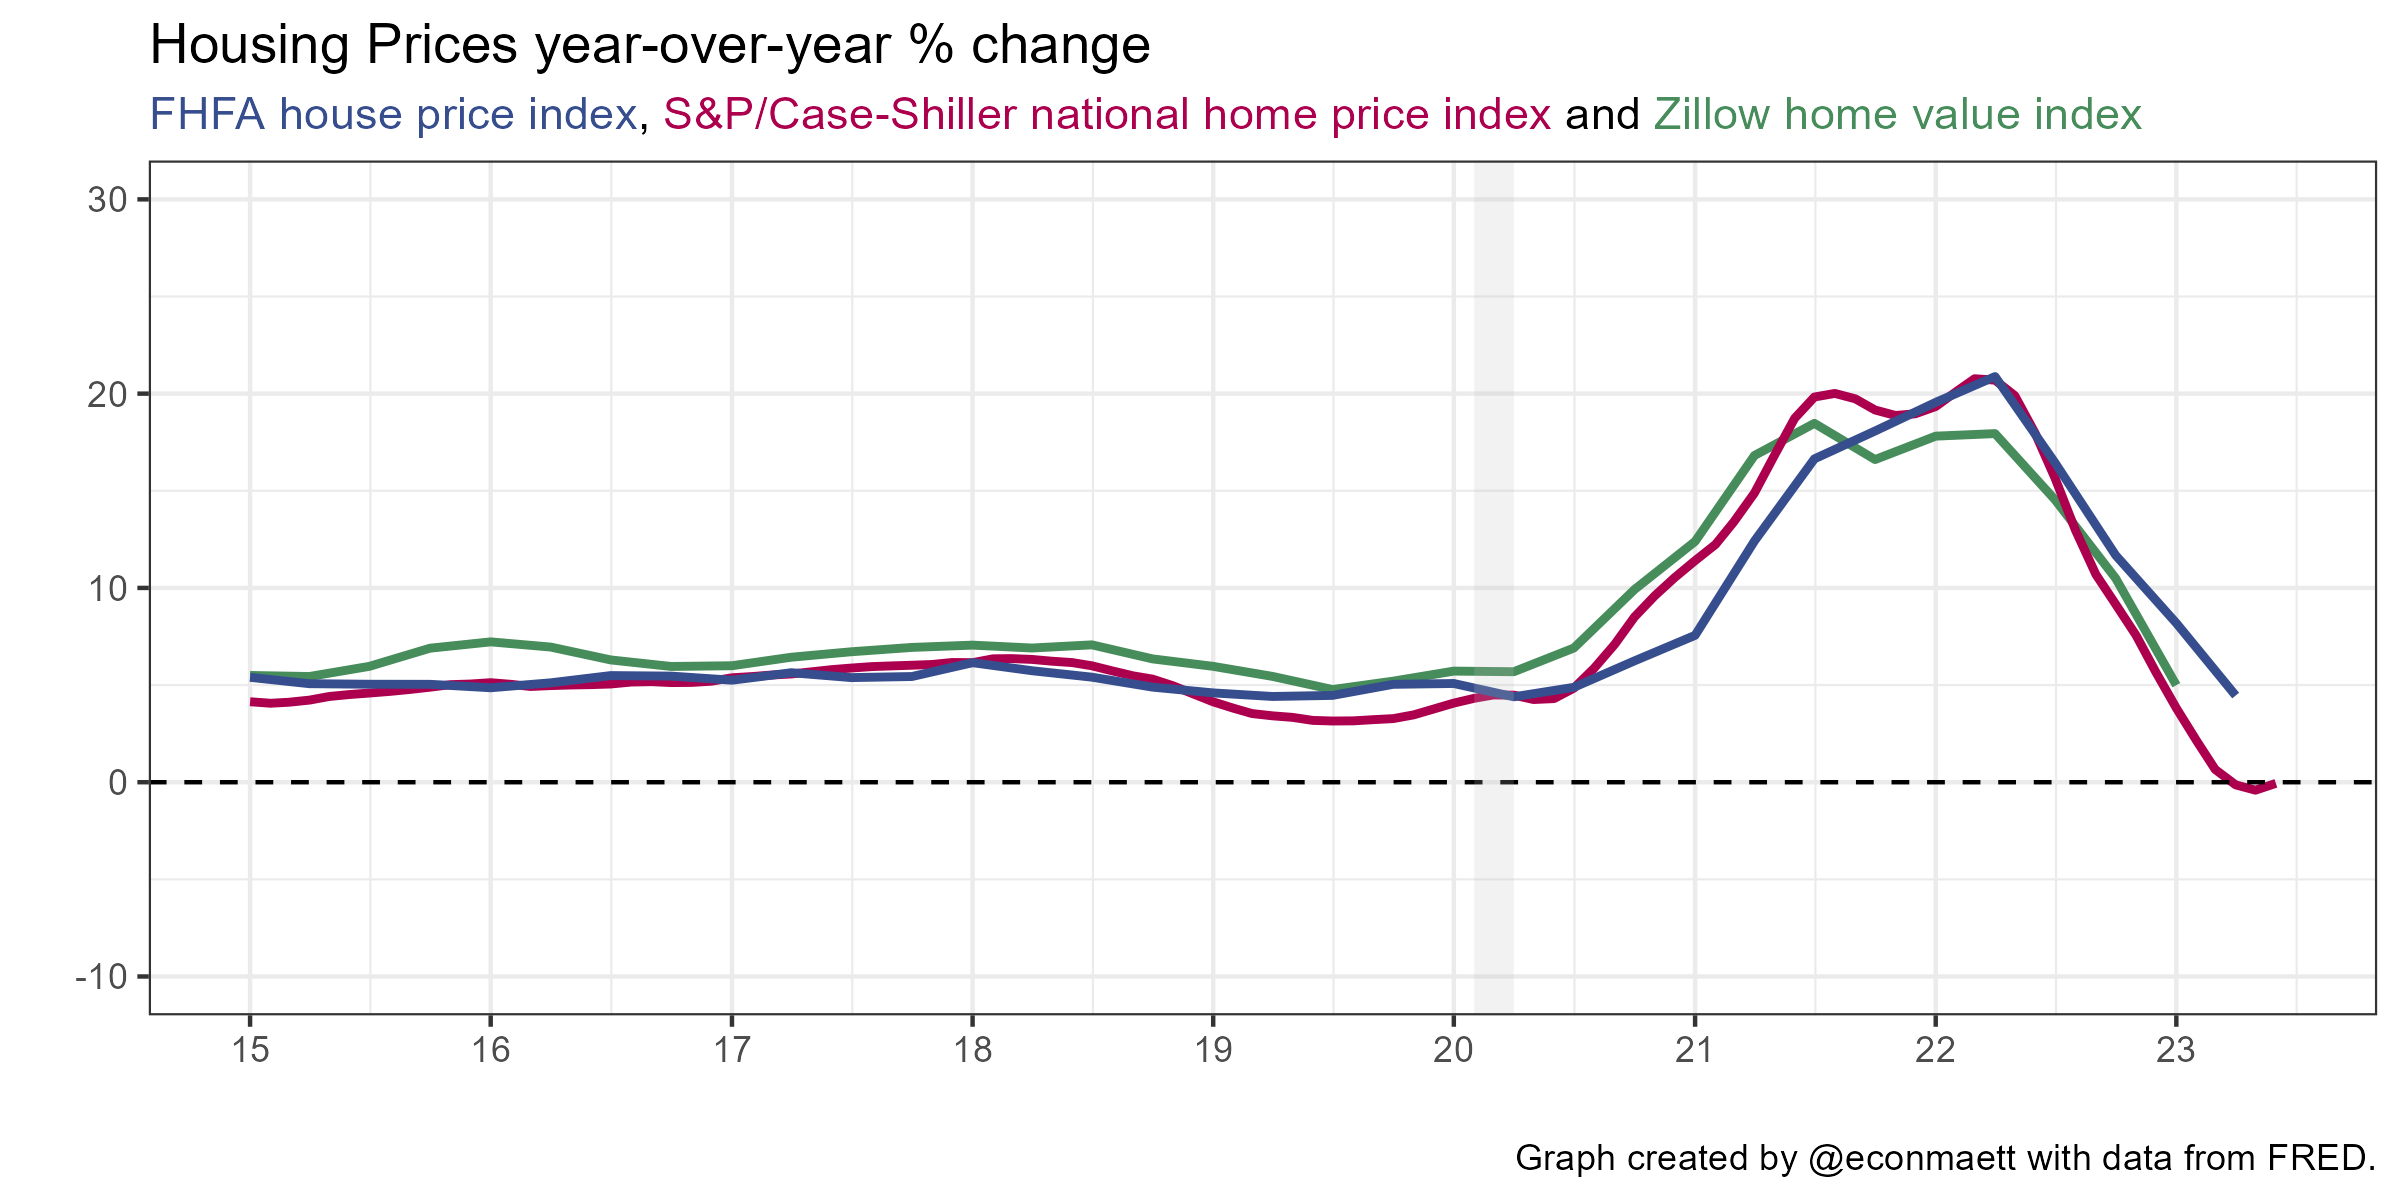 Housing Prices year-over-year % change
FHFA house price index, S&P/Case-Shiller national home price index and Zillow home value index
30
20
10
0
-10
15 16 17 18 19 20 21 22 23
Graph created by @econmaett with data from FRED.